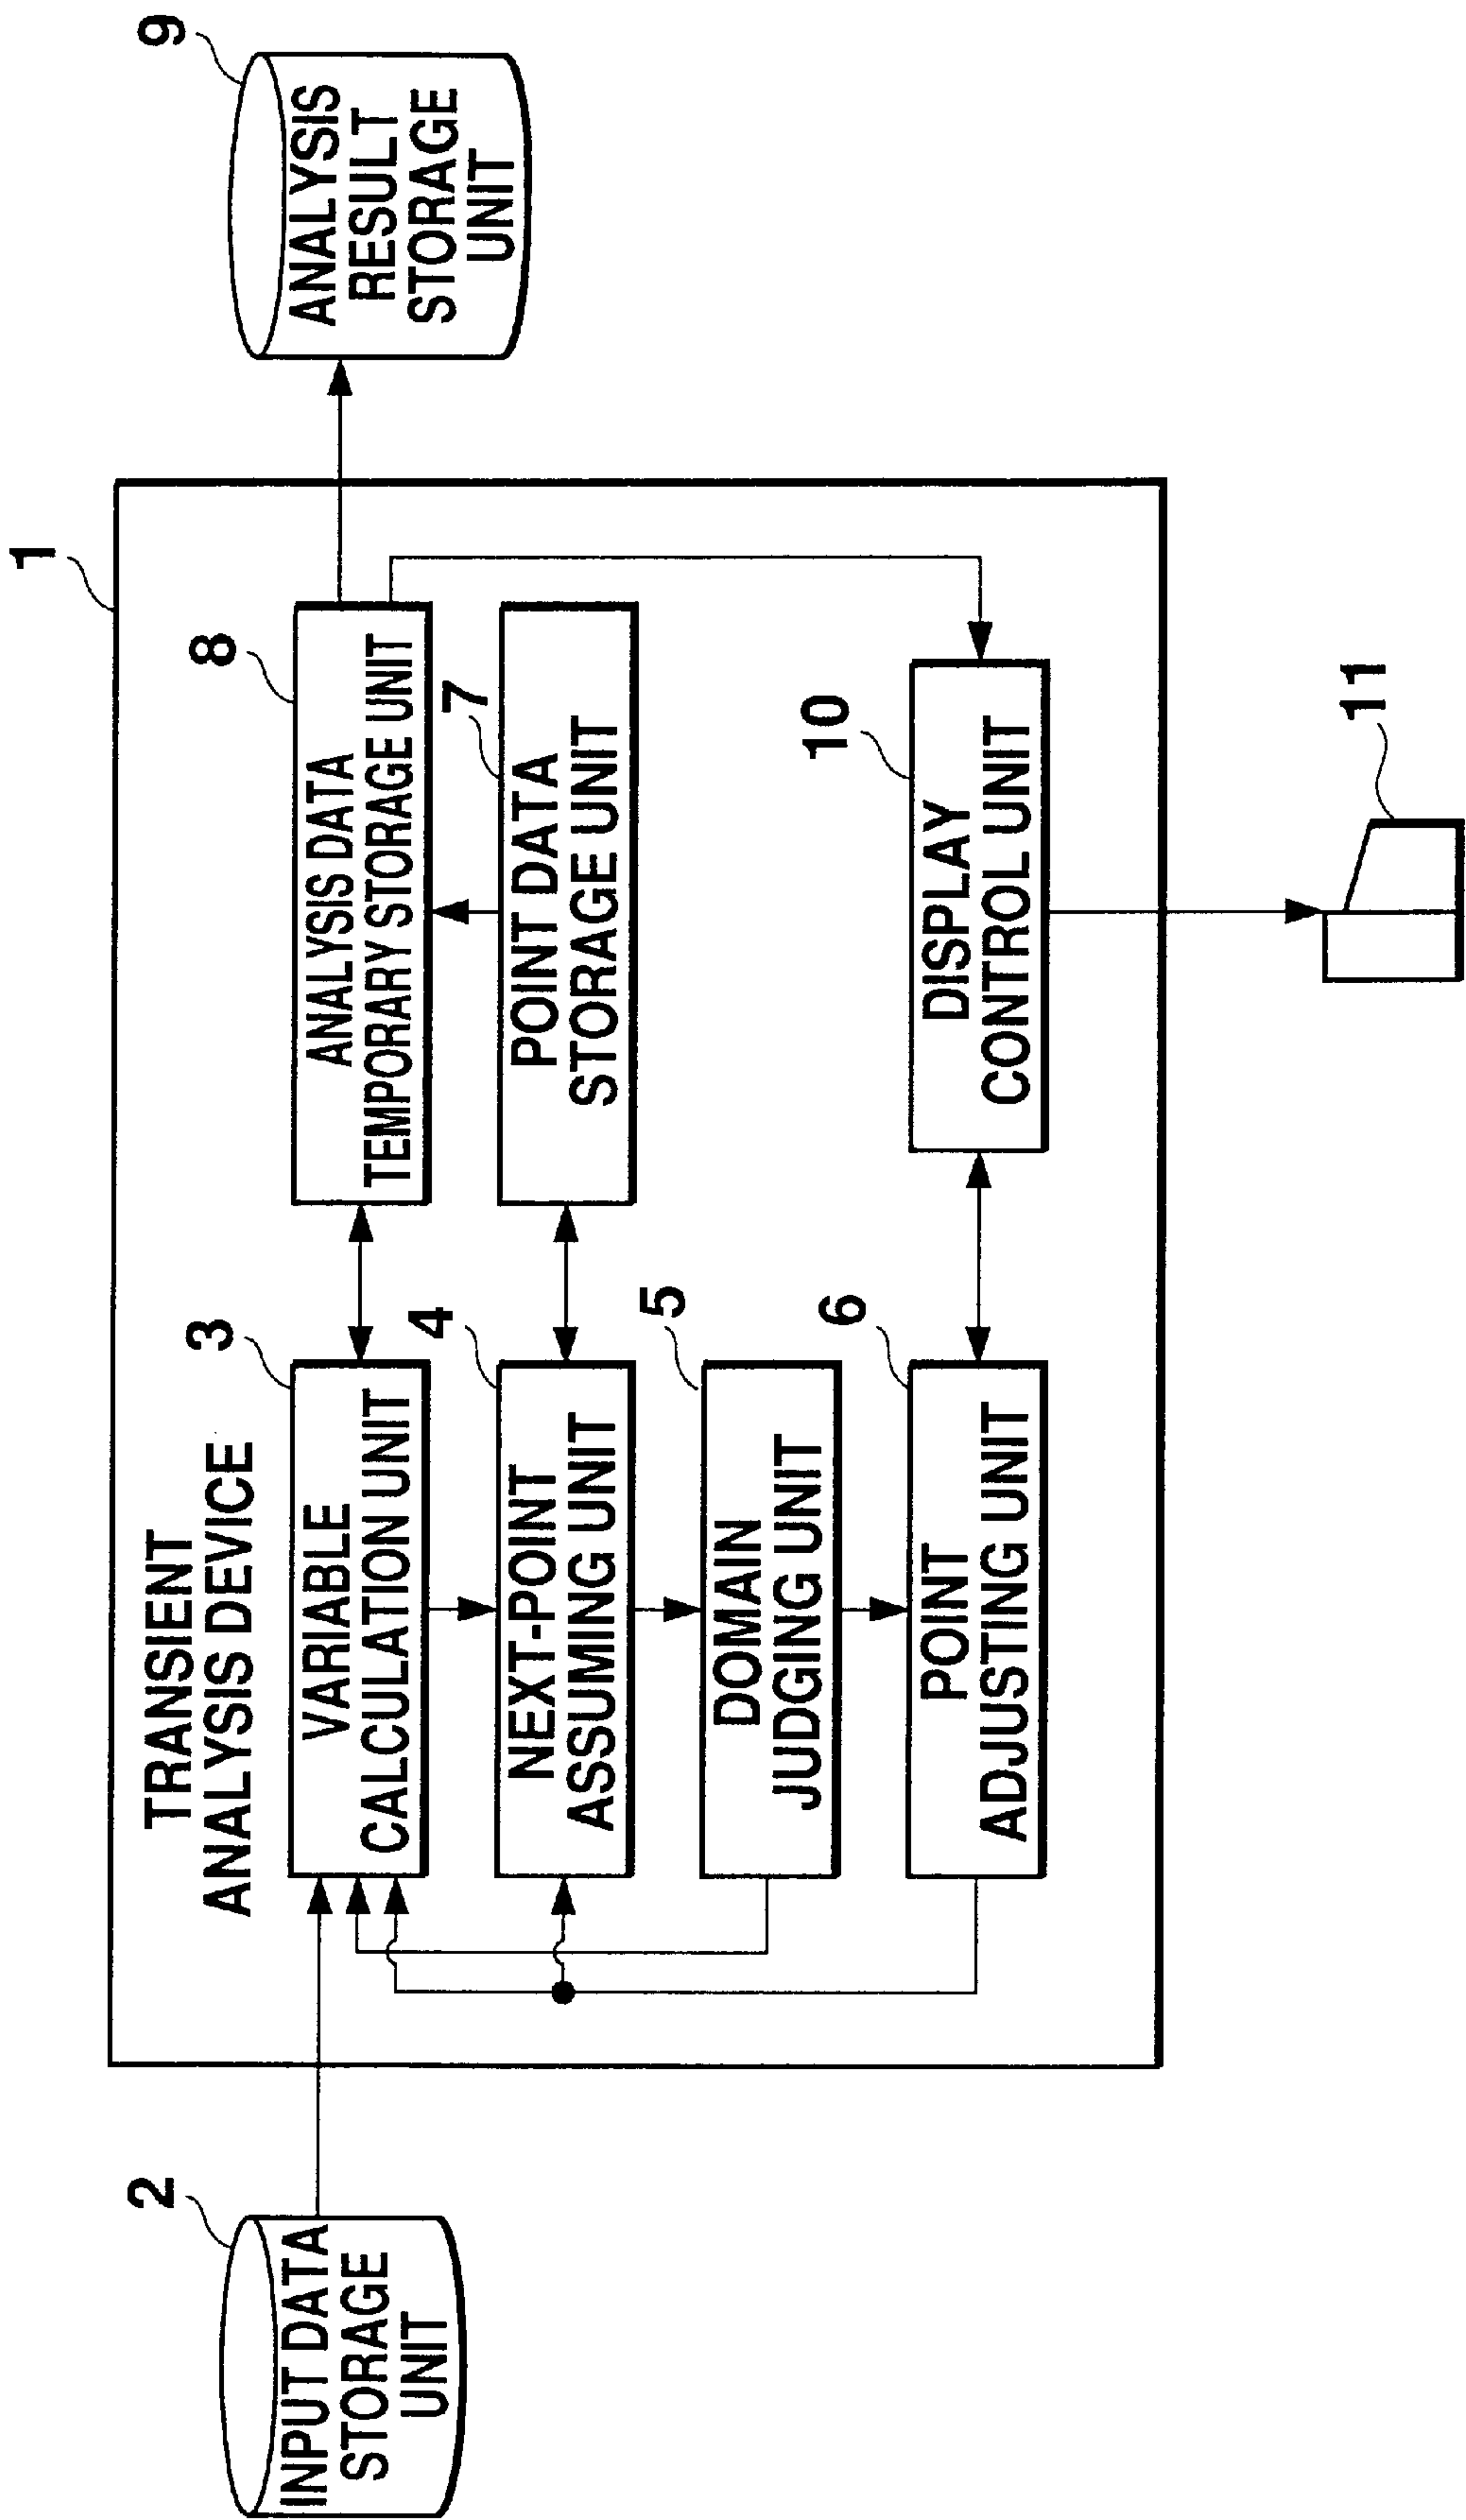 1
TRANSIENT
ANALYSIS DEVICE
2
INPUT DATA
STORAGE
UNIT
3
VARIABLE
CALCULATION UNIT
4
NEXT-POINT
ASSUMING UNIT
5
DOMAIN
JUDGING UNIT
6
POINT
ADJUSTING UNIT
8
ANALYSIS DATA
TEMPORARY STORAGE UNIT
7
POINT DATA
STORAGE UNIT
10
DISPLAY
CONTROL UNIT
9
ANALYSIS
RESULT
STORAGE
UNIT
11